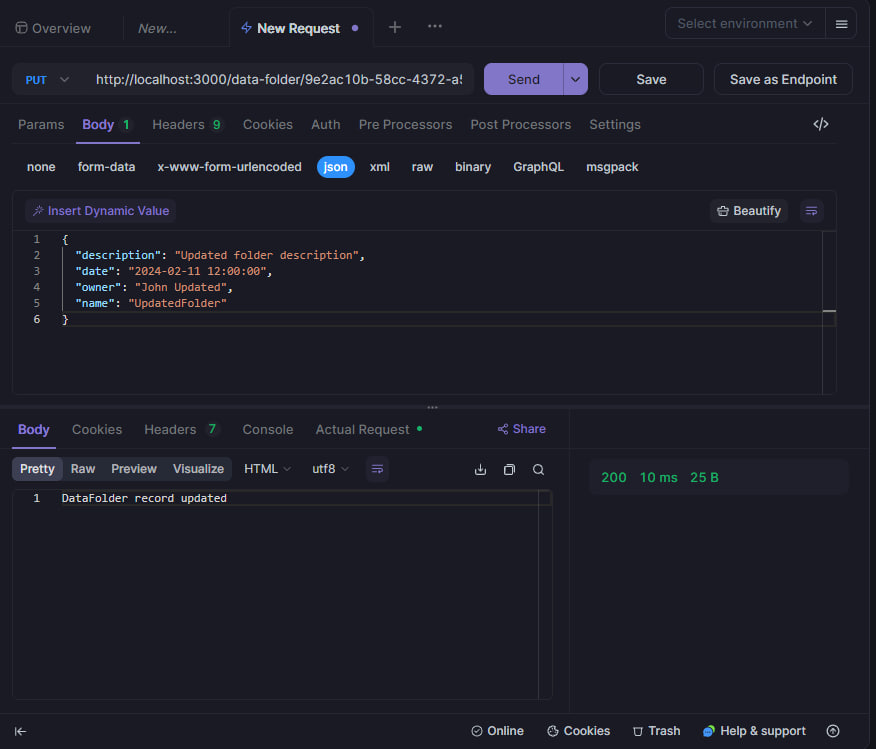 Overview New... New Request Select environment
PUT http://localhost:3000/data-folder/9e2ac10b-58cc-4372-a5 Send Save Save as Endpoint
Params Body 1 Headers 9 Cookies Auth Pre Processors Post Processors Settings
none form-data x-www-form-urlencoded json xml raw binary GraphQL msgpack
Insert Dynamic Value Beautify
1 {
2 "description": "Updated folder description",
3 "date": "2024-02-11 12:00:00",
4 "owner": "John Updated",
5 "name": "UpdatedFolder"
6 }
Body Cookies Headers 7 Console Actual Request Share
Pretty Raw Preview Visualize HTML utf8
200 10 ms 25 B
1 DataFolder record updated
Online Cookies Trash Help & support